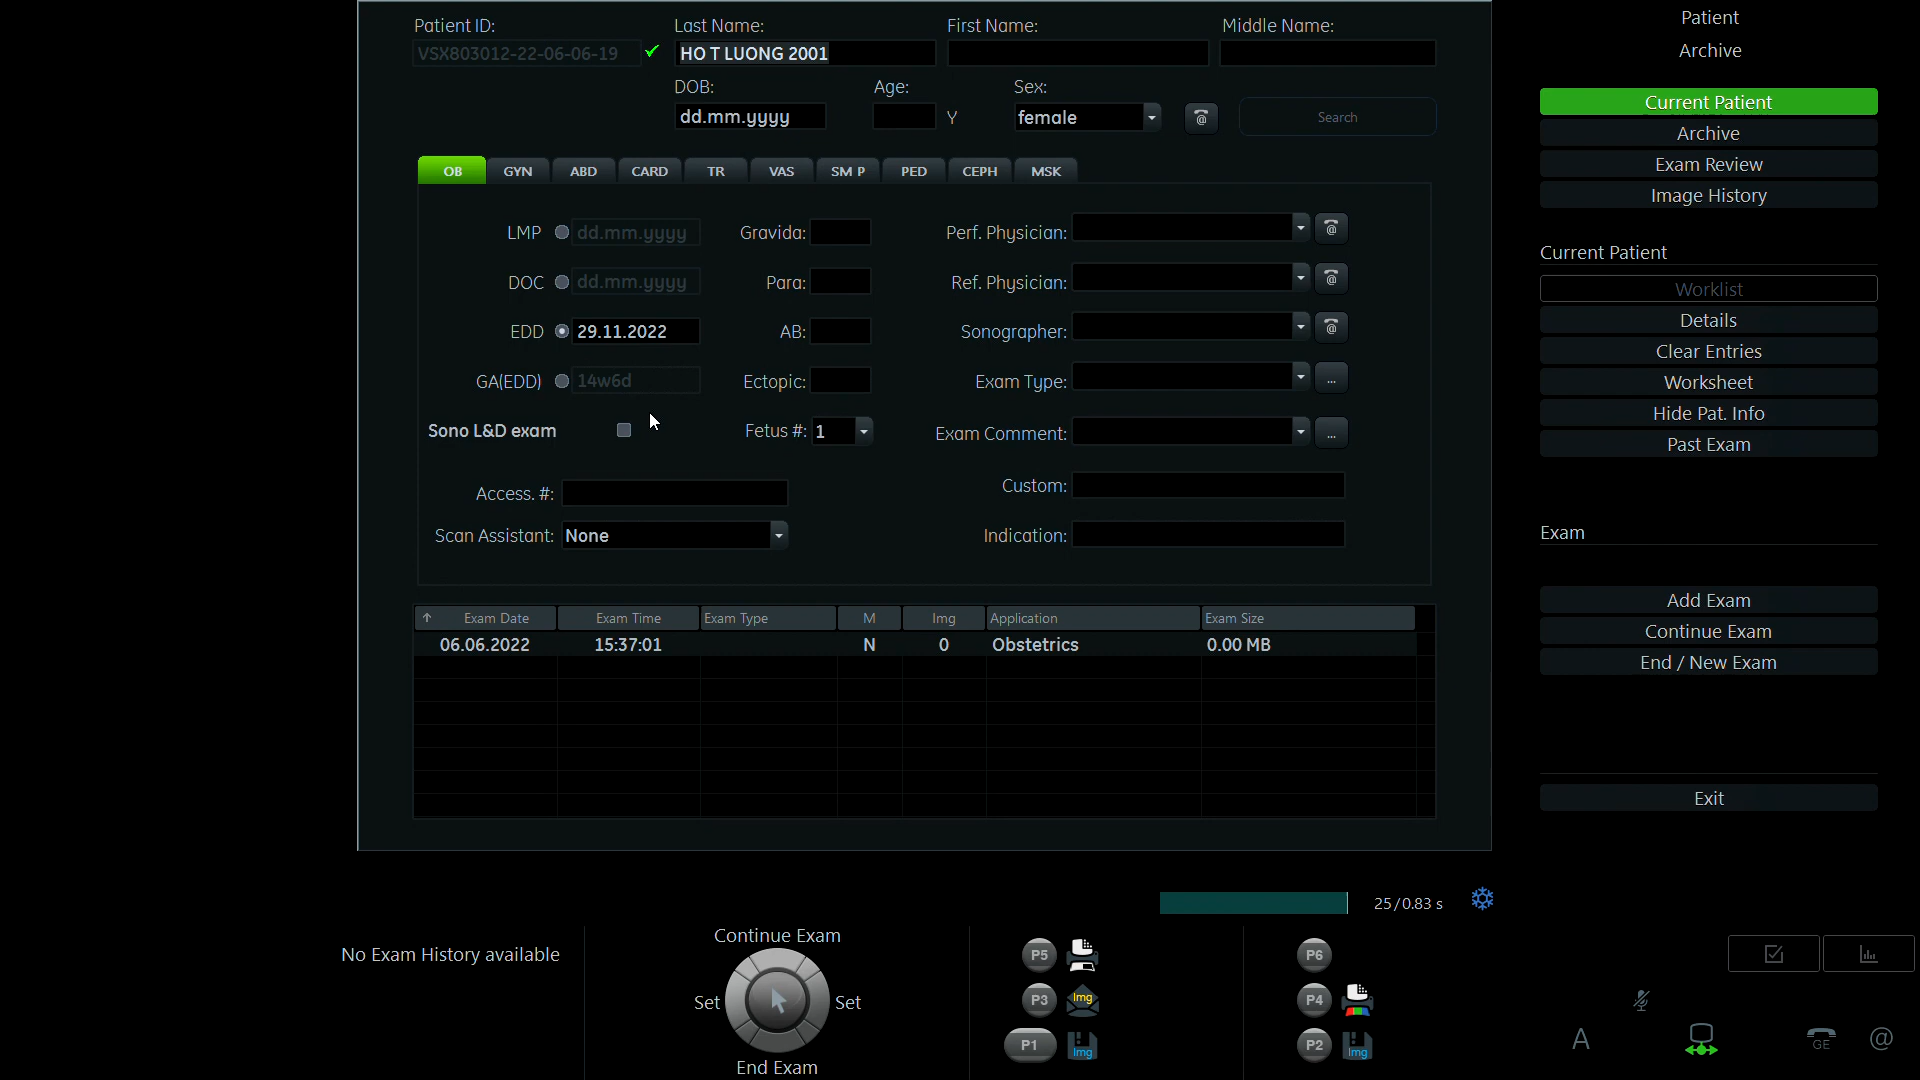 Patient ID: Last Name: First Name: Middle Name:
VSX803012-22-06-06-19 HO T LUONG 2001
DOB: Age: Sex:
dd.mm.yyyy Y female Search
OB GYN ABD CARD TR VAS SM P PED CEPH MSK
LMP dd.mm.yyyy Gravida: Perf. Physician:
DOC dd.mm.yyyy Para: Ref. Physician:
EDD 29.11.2022 AB: Sonographer:
GA(EDD) 14w6d Ectopic: Exam Type: ...
Sono L&D exam Fetus #: 1 Exam Comment: ...
Access. #: Custom:
Scan Assistant: None Indication:
Exam Date Exam Time Exam Type M Img Application Exam Size
06.06.2022 15:37:01 N 0 Obstetrics 0.00 MB
Patient
Archive
Current Patient
Archive
Exam Review
Image History
Current Patient
Worklist
Details
Clear Entries
Worksheet
Hide Pat. Info
Past Exam
Exam
Add Exam
Continue Exam
End / New Exam
Exit
25/0.83 s
No Exam History available
Continue Exam
Set Set
End Exam
P5 P6
P3 Img P4
P1 Img P2 Img
A GE @